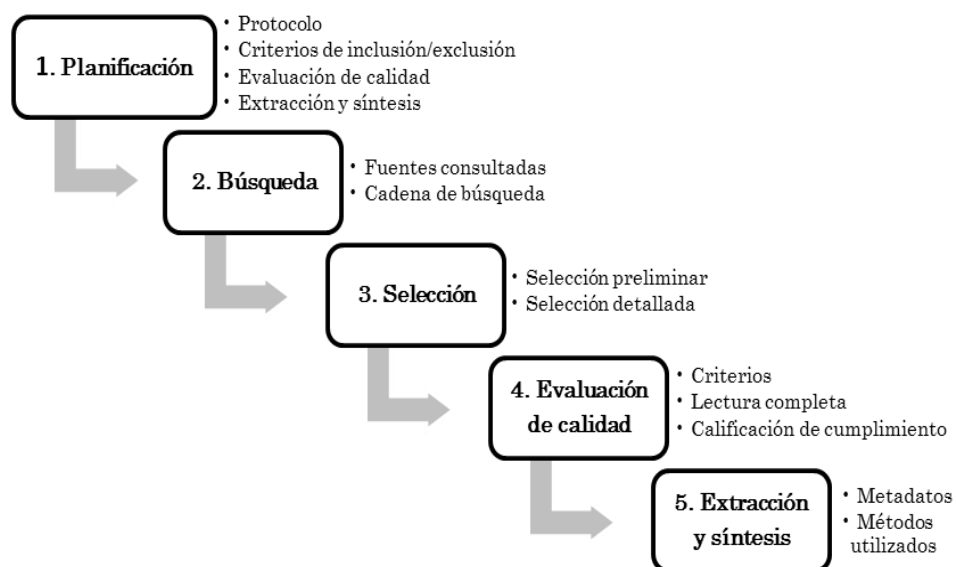 1. Planificación
• Protocolo
• Criterios de inclusión/exclusión
• Evaluación de calidad
• Extracción y síntesis
2. Búsqueda
• Fuentes consultadas
• Cadena de búsqueda
3. Selección
• Selección preliminar
• Selección detallada
4. Evaluación
de calidad
• Criterios
• Lectura completa
• Calificación de cumplimiento
5. Extracción
y síntesis
• Metadatos
• Métodos
utilizados